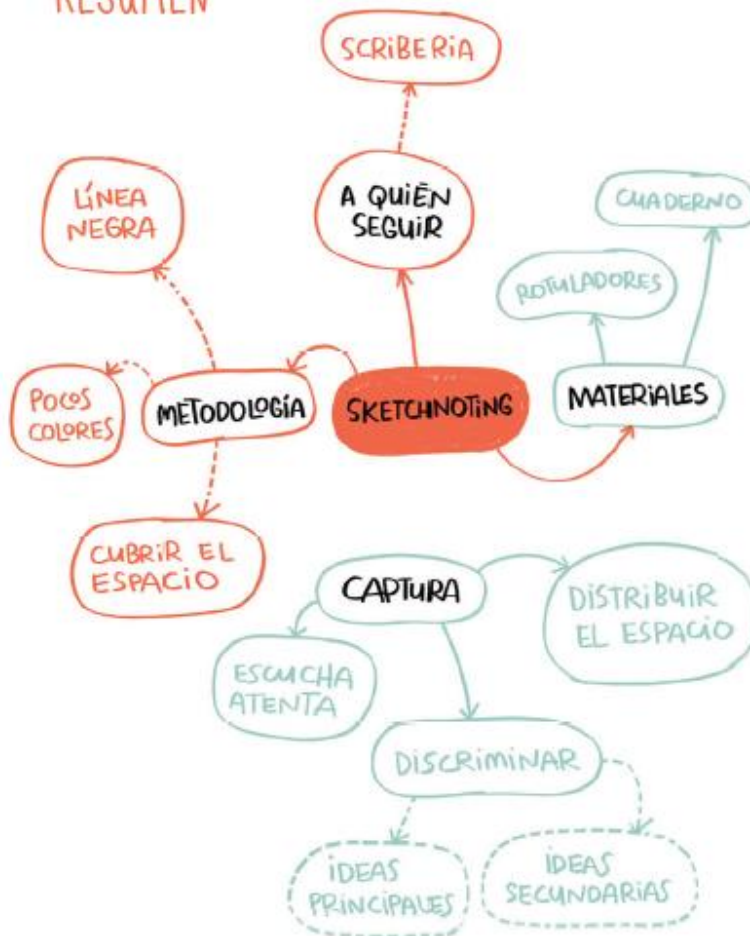 RESUMEN
SCRIBERIA
LÍNEA
NEGRA
A QUIÉN
SEGUIR
CUADERNO
ROTULADORES
POCOS
COLORES
METODOLOGÍA
SKETCHNOTING
MATERIALES
CUBRIR EL
ESPACIO
CAPTURA
DISTRIBUIR
EL ESPACIO
ESCUCHA
ATENTA
DISCRIMINAR
IDEAS
PRINCIPALES
IDEAS
SECUNDARIAS